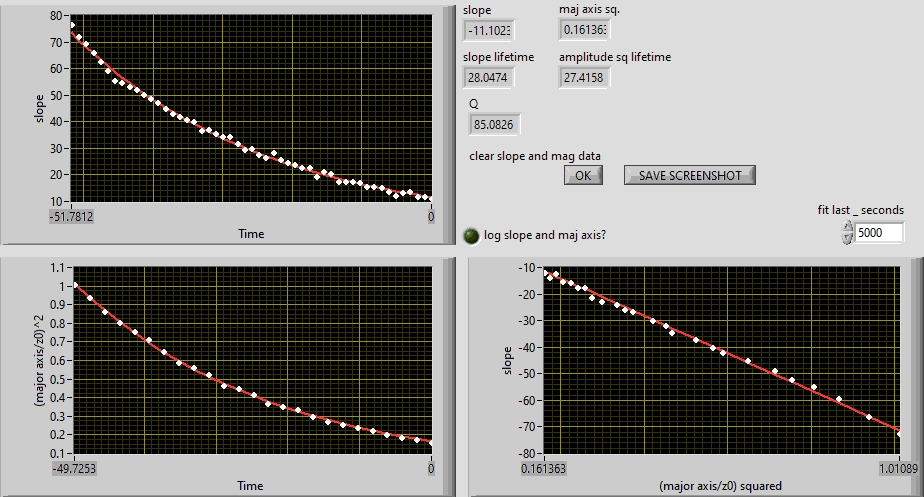 80
70
60
50
40
30
20
10
slope
-51.7812
0
Time
slope
-11.102
maj axis sq.
0.16136
slope lifetime
28.0474
amplitude sq lifetime
27.4158
Q
85.0826
clear slope and mag data
OK
SAVE SCREENSHOT
fit last _ seconds
5000
log slope and maj axis?
1.1
1
0.9
0.8
0.7
0.6
0.5
0.4
0.3
0.2
0.1
(major axis/z0)^2
-49.7253
0
Time
-10
-20
-30
-40
-50
-60
-70
-80
slope
0.161363
1.01089
(major axis/z0) squared